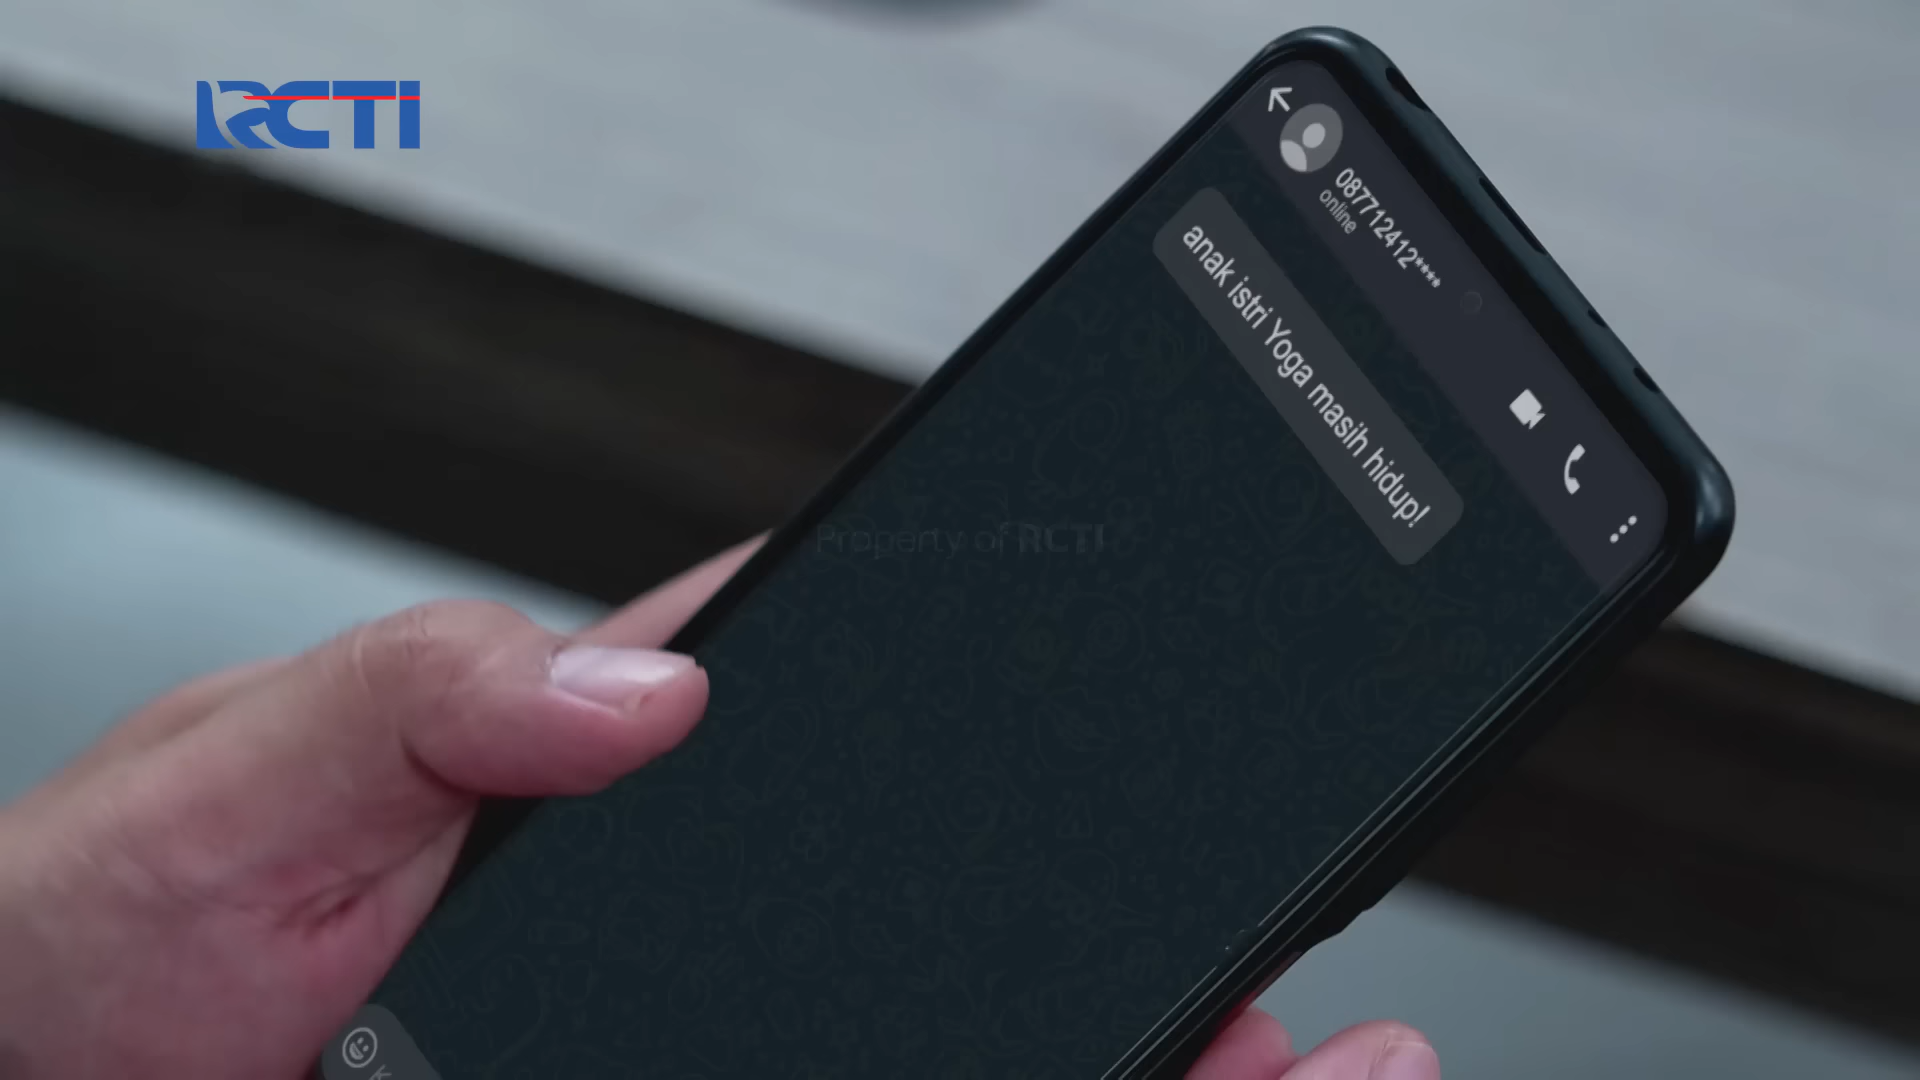 RCTI
087712412****
online
anak istri Yoga masih hidup!
Property of RCTI